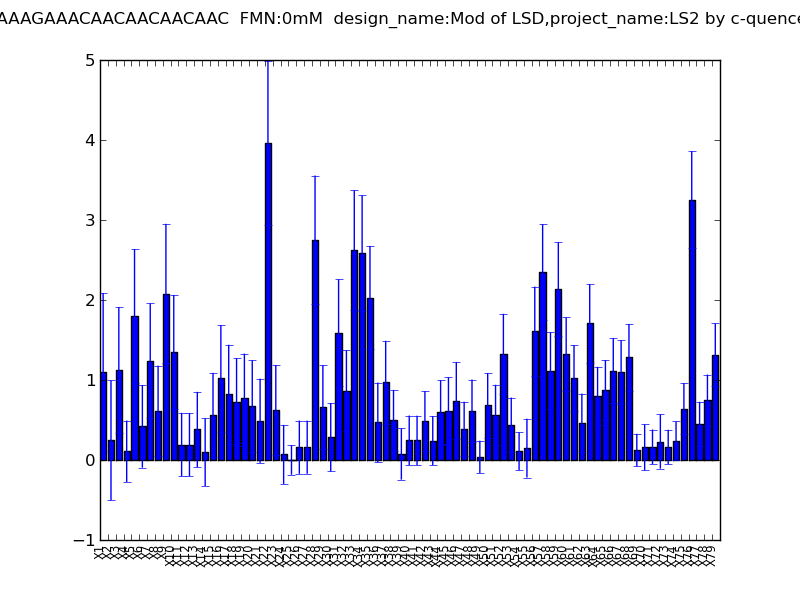 AAAGAAACAACAACAACAAC FMN:0mM design_name:Mod of LSD,project_name:LS2 by c-quence
5
4
3
2
1
0
−1
X1
X2
X3
X4
X5
X6
X7
X8
X9
X10
X11
X12
X13
X14
X15
X16
X17
X18
X19
X20
X21
X22
X23
X24
X25
X26
X27
X28
X29
X30
X31
X32
X33
X34
X35
X36
X37
X38
X39
X40
X41
X42
X43
X44
X45
X46
X47
X48
X49
X50
X51
X52
X53
X54
X55
X56
X57
X58
X59
X60
X61
X62
X63
X64
X65
X66
X67
X68
X69
X70
X71
X72
X73
X74
X75
X76
X77
X78
X79